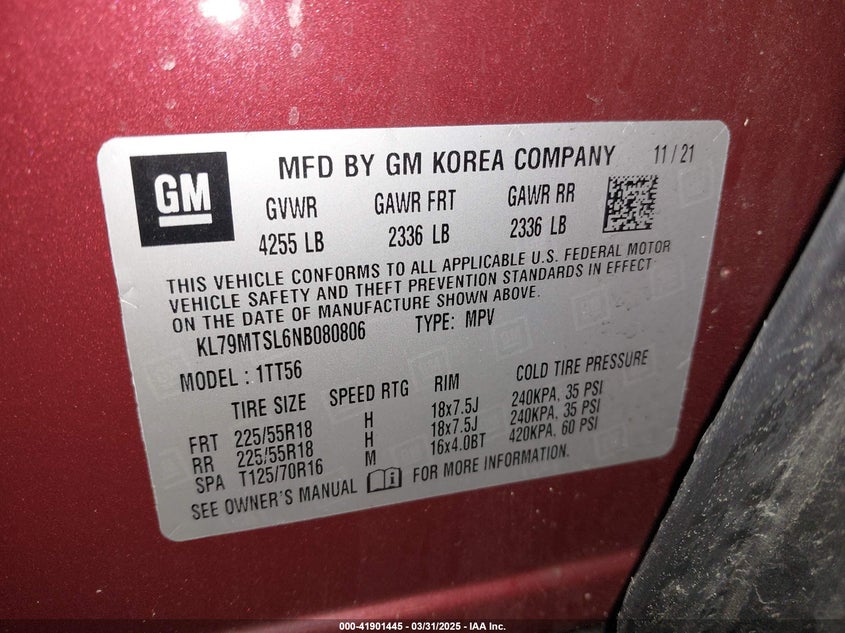 GM
MFD BY GM KOREA COMPANY 11 / 21
GVWR GAWR FRT GAWR RR
4255 LB 2336 LB 2336 LB
THIS VEHICLE CONFORMS TO ALL APPLICABLE U.S. FEDERAL MOTOR
VEHICLE SAFETY AND THEFT PREVENTION STANDARDS IN EFFECT
ON THE DATE OF MANUFACTURE SHOWN ABOVE.
KL79MTSL6NB080806 TYPE: MPV
MODEL : 1TT56
TIRE SIZE SPEED RTG RIM COLD TIRE PRESSURE
FRT 225/55R18 H 18x7.5J 240KPA, 35 PSI
RR 225/55R18 H 18x7.5J 240KPA, 35 PSI
SPA T125/70R16 M 16x4.0BT 420KPA, 60 PSI
SEE OWNER'S MANUAL FOR MORE INFORMATION.
000-41901445 - 03/31/2025 - IAA Inc.